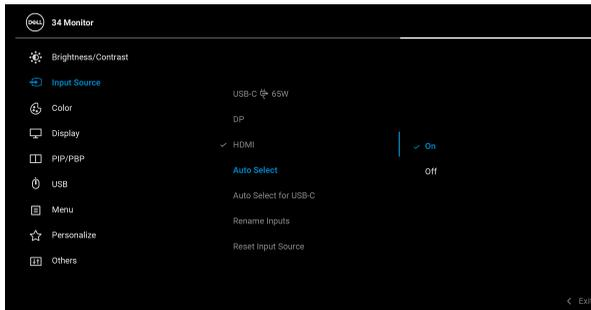 DELL 34 Monitor
Brightness/Contrast
Input Source
Color
Display
PIP/PBP
USB
Menu
Personalize
Others
USB-C 65W
DP
HDMI
Auto Select
Auto Select for USB-C
Rename Inputs
Reset Input Source
On
Off
Exit